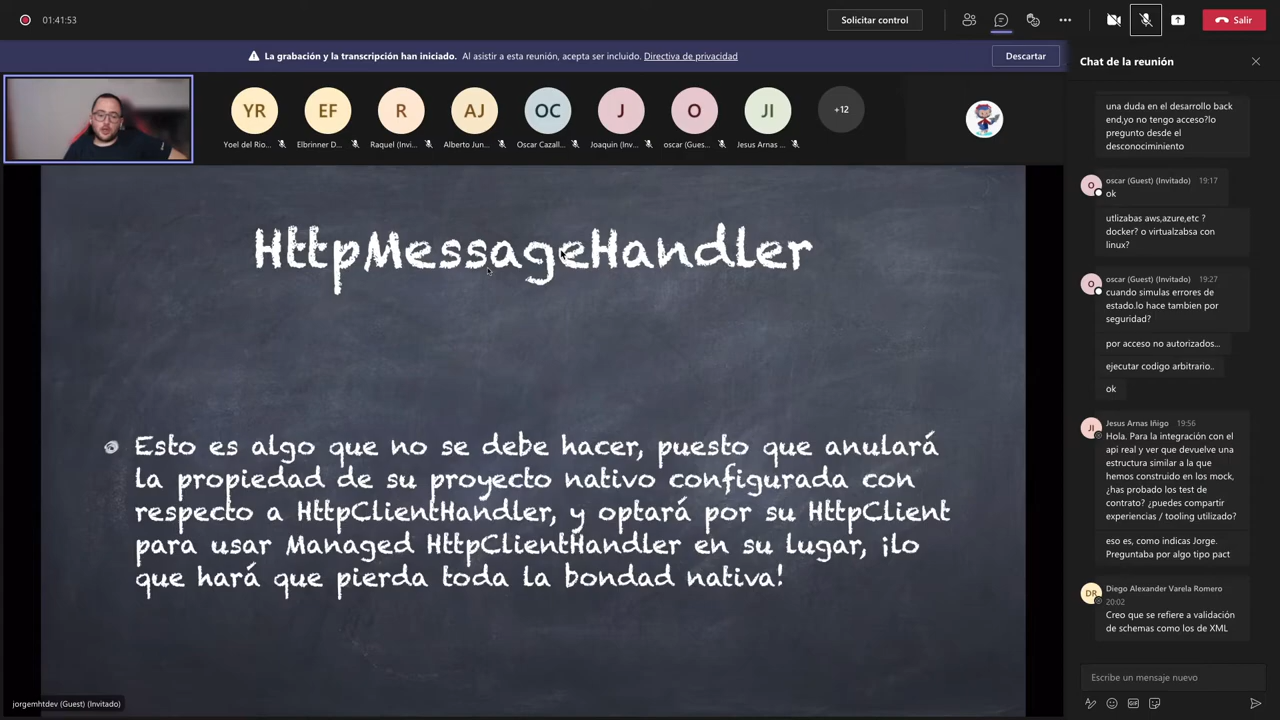 01:41:53
Solicitar control
Salir
La grabación y la transcripción han iniciado. Al asistir a esta reunión, acepta ser incluido. Directiva de privacidad
Descartar
Chat de la reunión
YR
EF
R
AJ
OC
J
O
JI
+12
Yoel del Rio...
Elbrinner D...
Raquel (Invi...
Alberto Jun...
Oscar Cazall...
Joaquin (Inv...
oscar (Gues...
Jesus Arnas ...
HttpMessageHandler
Esto es algo que no se debe hacer, puesto que anulará
la propiedad de su proyecto nativo configurada con
respecto a HttpClientHandler, y optará por su HttpClient
para usar Managed HttpClientHandler en su lugar, ¡lo
que hará que pierda toda la bondad nativa!
jorgemhtdev (Guest) (Invitado)
una duda en el desarrollo back
end,yo no tengo acceso?lo
pregunto desde el
desconocimiento
O
oscar (Guest) (Invitado) 19:17
ok
utlizabas aws,azure,etc ?
docker? o virtualzabsa con
linux?
O
oscar (Guest) (Invitado) 19:27
cuando simulas errores de
estado.lo hace tambien por
seguridad?
por acceso no autorizados...
ejecutar codigo arbitrario..
ok
JI
Jesus Arnas Iñigo 19:56
Hola. Para la integración con el
api real y ver que devuelve una
estructura similar a la que
hemos construido en los mock,
¿has probado los test de
contrato? ¿puedes compartir
experiencias / tooling utilizado?
eso es, como indicas Jorge.
Preguntaba por algo tipo pact
DR
Diego Alexander Varela Romero
20:02
Creo que se refiere a validación
de schemas como los de XML
Escribe un mensaje nuevo
GIF